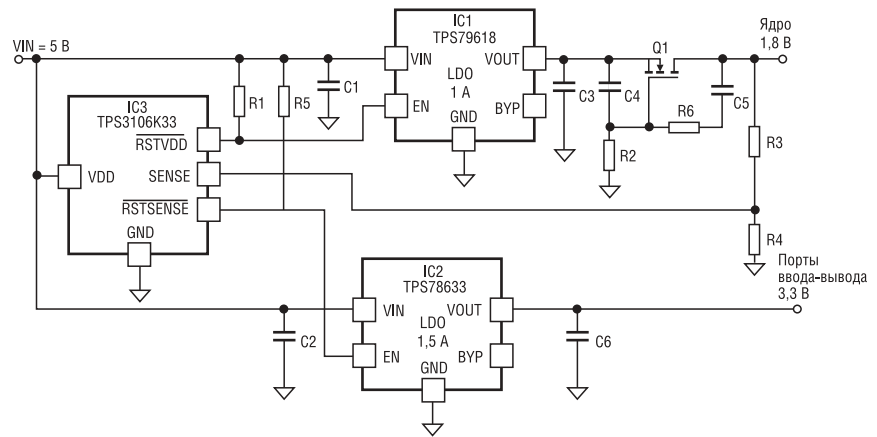 VIN = 5 В
IC1
TPS79618
VIN
VOUT
LDO
1 А
EN
BYP
GND
Q1
Ядро
1,8 В
R1
R5
C1
C3
C4
C5
R6
R2
R3
R4
IC3
TPS3106K33
RSTVDD
VDD
SENSE
RSTSENSE
GND
IC2
TPS78633
VIN
VOUT
LDO
1,5 А
EN
BYP
GND
C2
C6
Порты
ввода-вывода
3,3 В